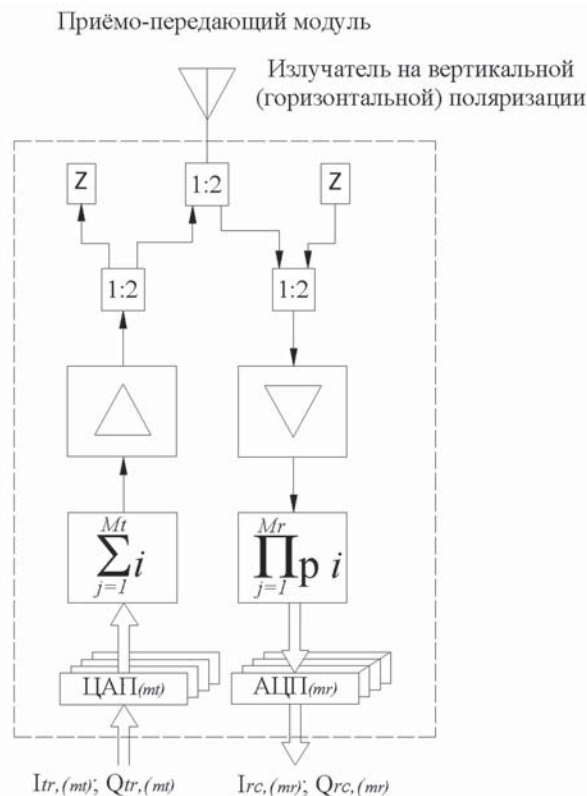 Приёмо-передающий модуль
Излучатель на вертикальной
(горизонтальной) поляризации
Z
1:2
Z
1:2
1:2
Mt
∑i
j=1
Mr
Пр i
j=1
ЦАП(mt)
АЦП(mr)
Itr,(mt); Qtr,(mt)
Irc,(mr); Qrc,(mr)